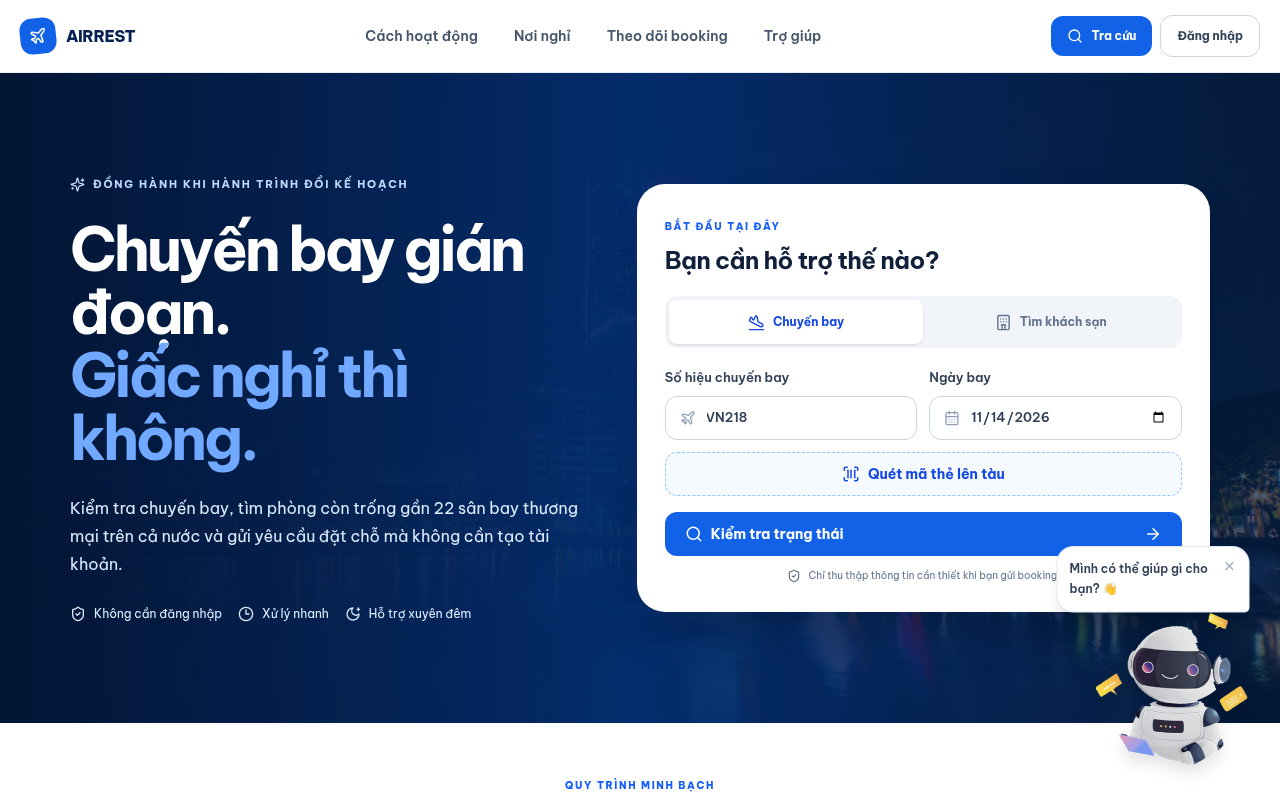 AIRREST
Cách hoạt động
Nơi nghỉ
Theo dõi booking
Trợ giúp
Tra cứu
Đăng nhập
ĐỒNG HÀNH KHI HÀNH TRÌNH ĐỔI KẾ HOẠCH
Chuyến bay gián
đoạn.
Giấc nghỉ thì
không.
Kiểm tra chuyến bay, tìm phòng còn trống gần 22 sân bay thương
mại trên cả nước và gửi yêu cầu đặt chỗ mà không cần tạo tài
khoản.
Không cần đăng nhập
Xử lý nhanh
Hỗ trợ xuyên đêm
BẮT ĐẦU TẠI ĐÂY
Bạn cần hỗ trợ thế nào?
Chuyến bay
Tìm khách sạn
Số hiệu chuyến bay
Ngày bay
VN218
11/14/2026
Quét mã thẻ lên tàu
Kiểm tra trạng thái
Chỉ thu thập thông tin cần thiết khi bạn gửi booking
Mình có thể giúp gì cho
bạn? 👋
QUY TRÌNH MINH BẠCH